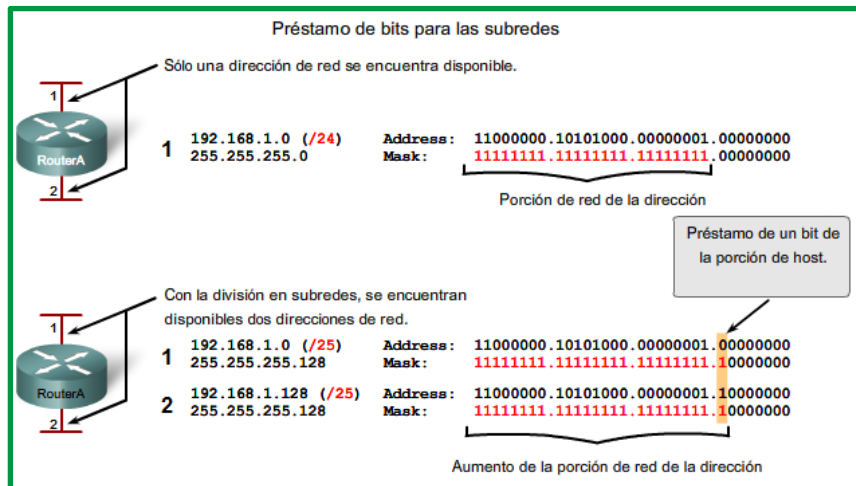 Préstamo de bits para las subredes
Sólo una dirección de red se encuentra disponible.
1
RouterA
2
1 192.168.1.0 (/24) Address: 11000000.10101000.00000001.00000000
255.255.255.0 Mask: 11111111.11111111.11111111.00000000
Porción de red de la dirección
Préstamo de un bit de
la porción de host.
Con la división en subredes, se encuentran
disponibles dos direcciones de red.
1
RouterA
2
1 192.168.1.0 (/25) Address: 11000000.10101000.00000001.00000000
255.255.255.128 Mask: 11111111.11111111.11111111.10000000
2 192.168.1.128 (/25) Address: 11000000.10101000.00000001.10000000
255.255.255.128 Mask: 11111111.11111111.11111111.10000000
Aumento de la porción de red de la dirección